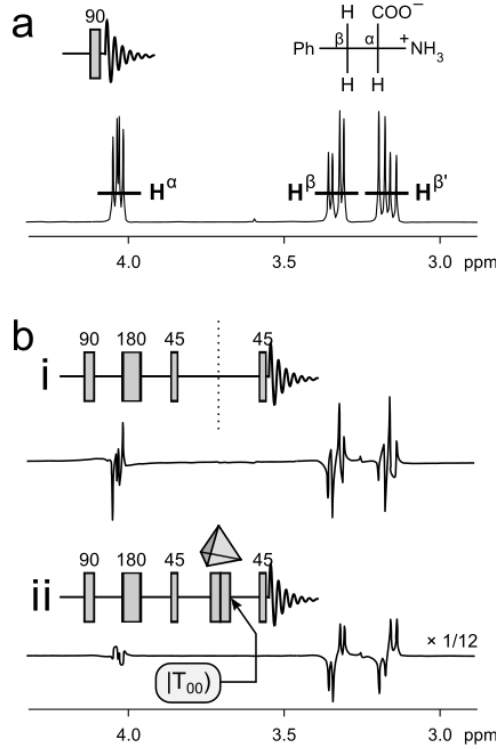 a
90
H
COO⁻
Ph
β
α
+
NH₃
H
H
Hα
Hβ
Hβ'
4.0 3.5 3.0 ppm
b
i
90 180 45 45
ii
90 180 45 45
× 1/12
|T₀₀)
4.0 3.5 3.0 ppm